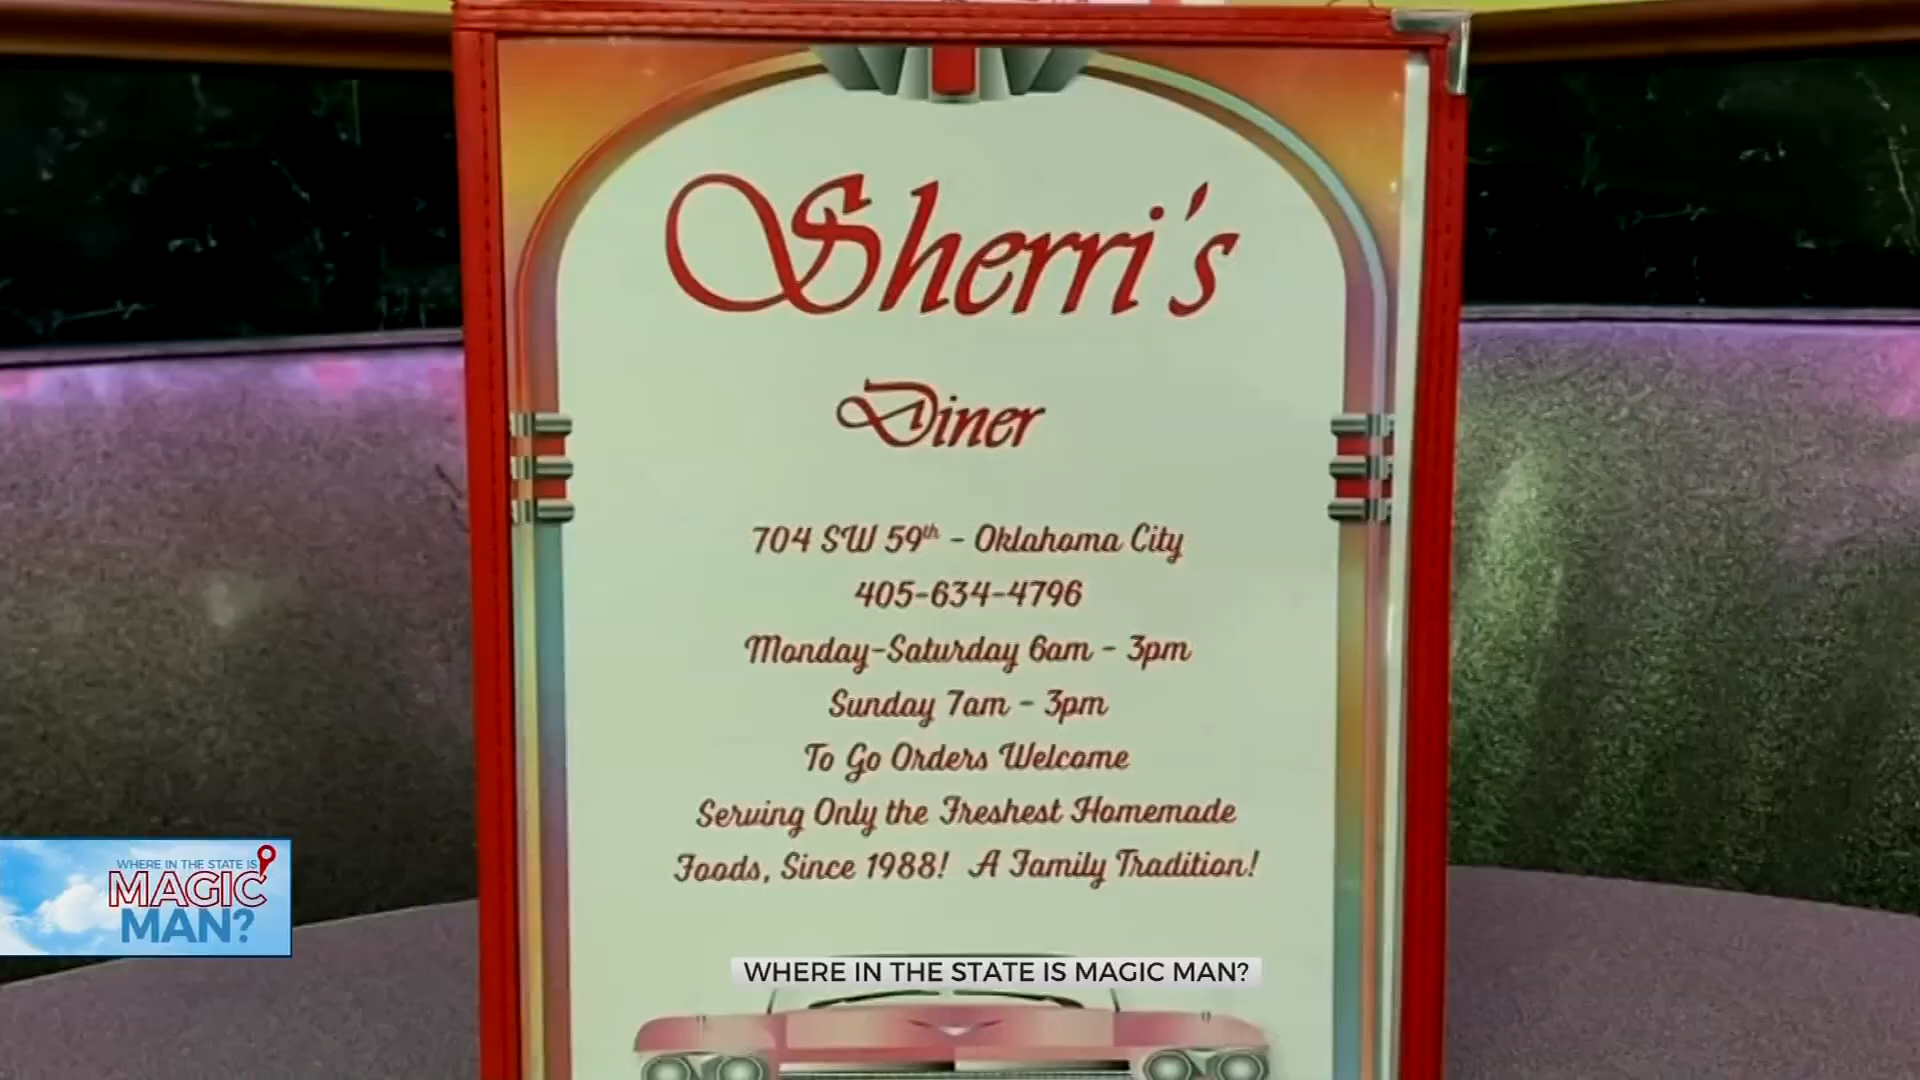 Sherri's
Diner
704 SW 59th - Oklahoma City
405-634-4796
Monday-Saturday 6am - 3pm
Sunday 7am - 3pm
To Go Orders Welcome
Serving Only the Freshest Homemade
Foods, Since 1988! A Family Tradition!
WHERE IN THE STATE IS
MAGIC
MAN?
WHERE IN THE STATE IS MAGIC MAN?